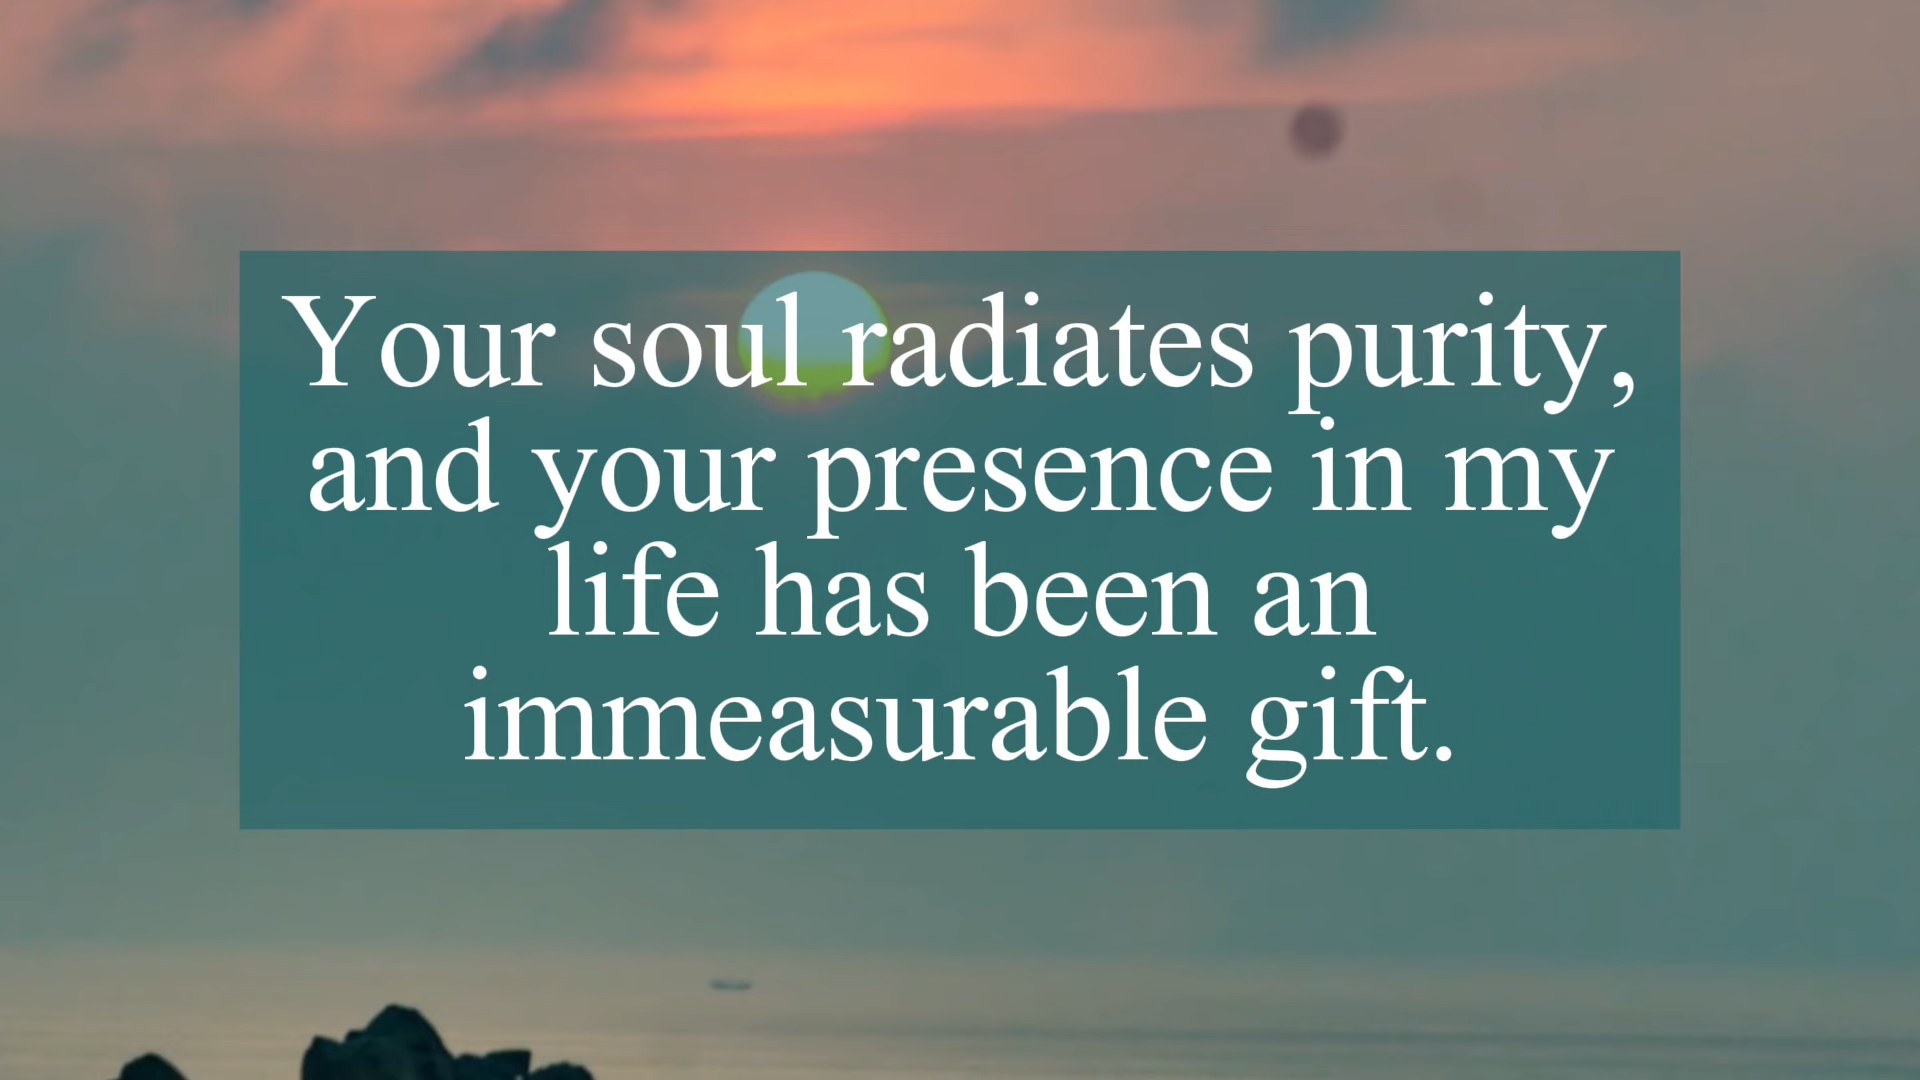 Your soul radiates purity,
and your presence in my
life has been an
immeasurable gift.